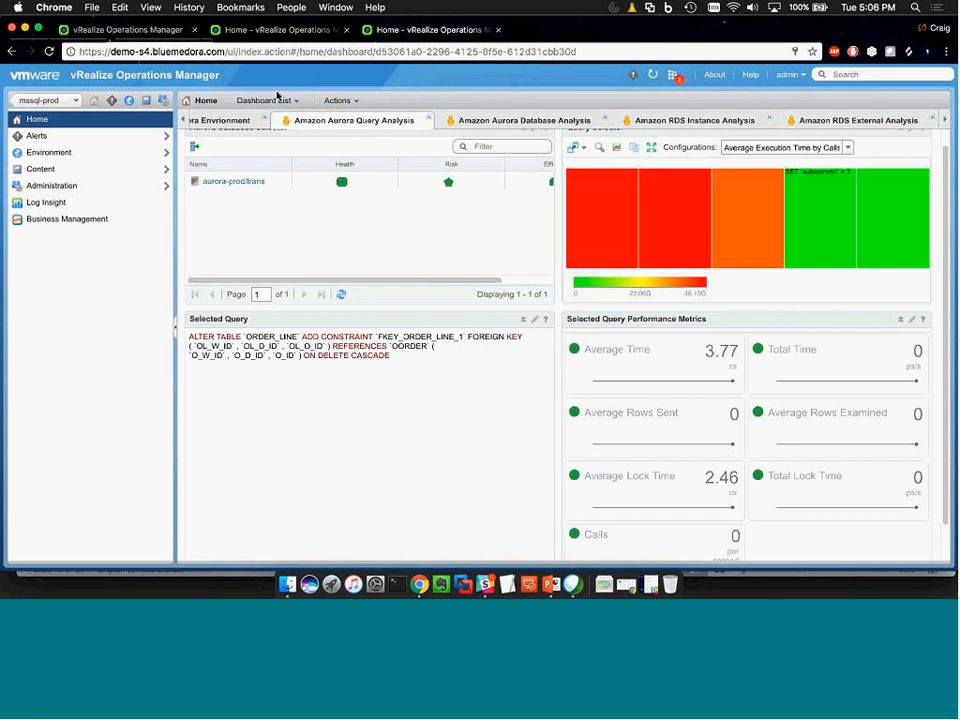 Chrome File Edit View History Bookmarks People Window Help 100% Tue 5:06 PM
vRealize Operations Manager × Home - vRealize Operations M × Home - vRealize Operations M × Craig
https://demo-s4.bluemedora.com/ui/index.action#/home/dashboard/d53061a0-2296-4125-8f5e-612d31cbb30d
vmware vRealize Operations Manager About Help admin Search
mssql-prod Home Dashboard List Actions
Home
Alerts
Environment
Content
Administration
Log Insight
Business Management
ra Envrionment Amazon Aurora Query Analysis Amazon Aurora Database Analysis Amazon RDS Instance Analysis Amazon RDS External Analysis
Filter
Name Health Risk Eff
aurora-prod/trans
Page 1 of 1 Displaying 1 - 1 of 1
Configurations: Average Execution Time by Calls
SET `autocommit` = ?
0 23.06G 46.13G
Selected Query
ALTER TABLE `ORDER_LINE` ADD CONSTRAINT `FKEY_ORDER_LINE_1` FOREIGN KEY
( `OL_W_ID` , `OL_D_ID` , `OL_O_ID` ) REFERENCES `OORDER` (
`O_W_ID` , `O_D_ID` , `O_ID` ) ON DELETE CASCADE
Selected Query Performance Metrics
Average Time 3.77 cs
Total Time 0 ps/s
Average Rows Sent 0
Average Rows Examined 0
Average Lock Time 2.46 cs
Total Lock Time 0 ps/s
Calls 0 per